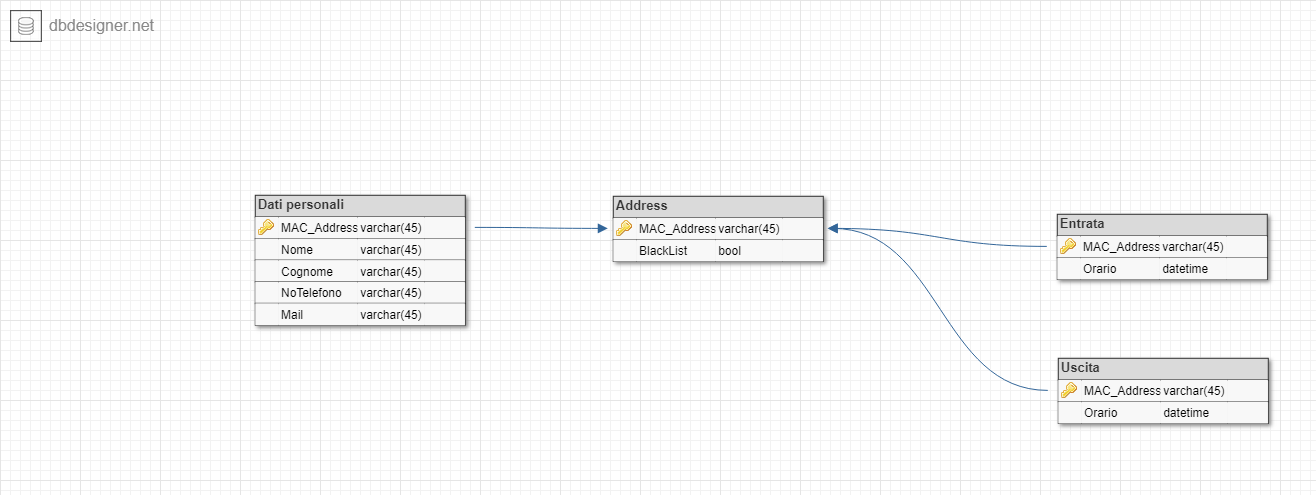 dbdesigner.net
Dati personali
MAC_Address varchar(45)
Nome varchar(45)
Cognome varchar(45)
NoTelefono varchar(45)
Mail varchar(45)
Address
MAC_Address varchar(45)
BlackList bool
Entrata
MAC_Address varchar(45)
Orario datetime
Uscita
MAC_Address varchar(45)
Orario datetime